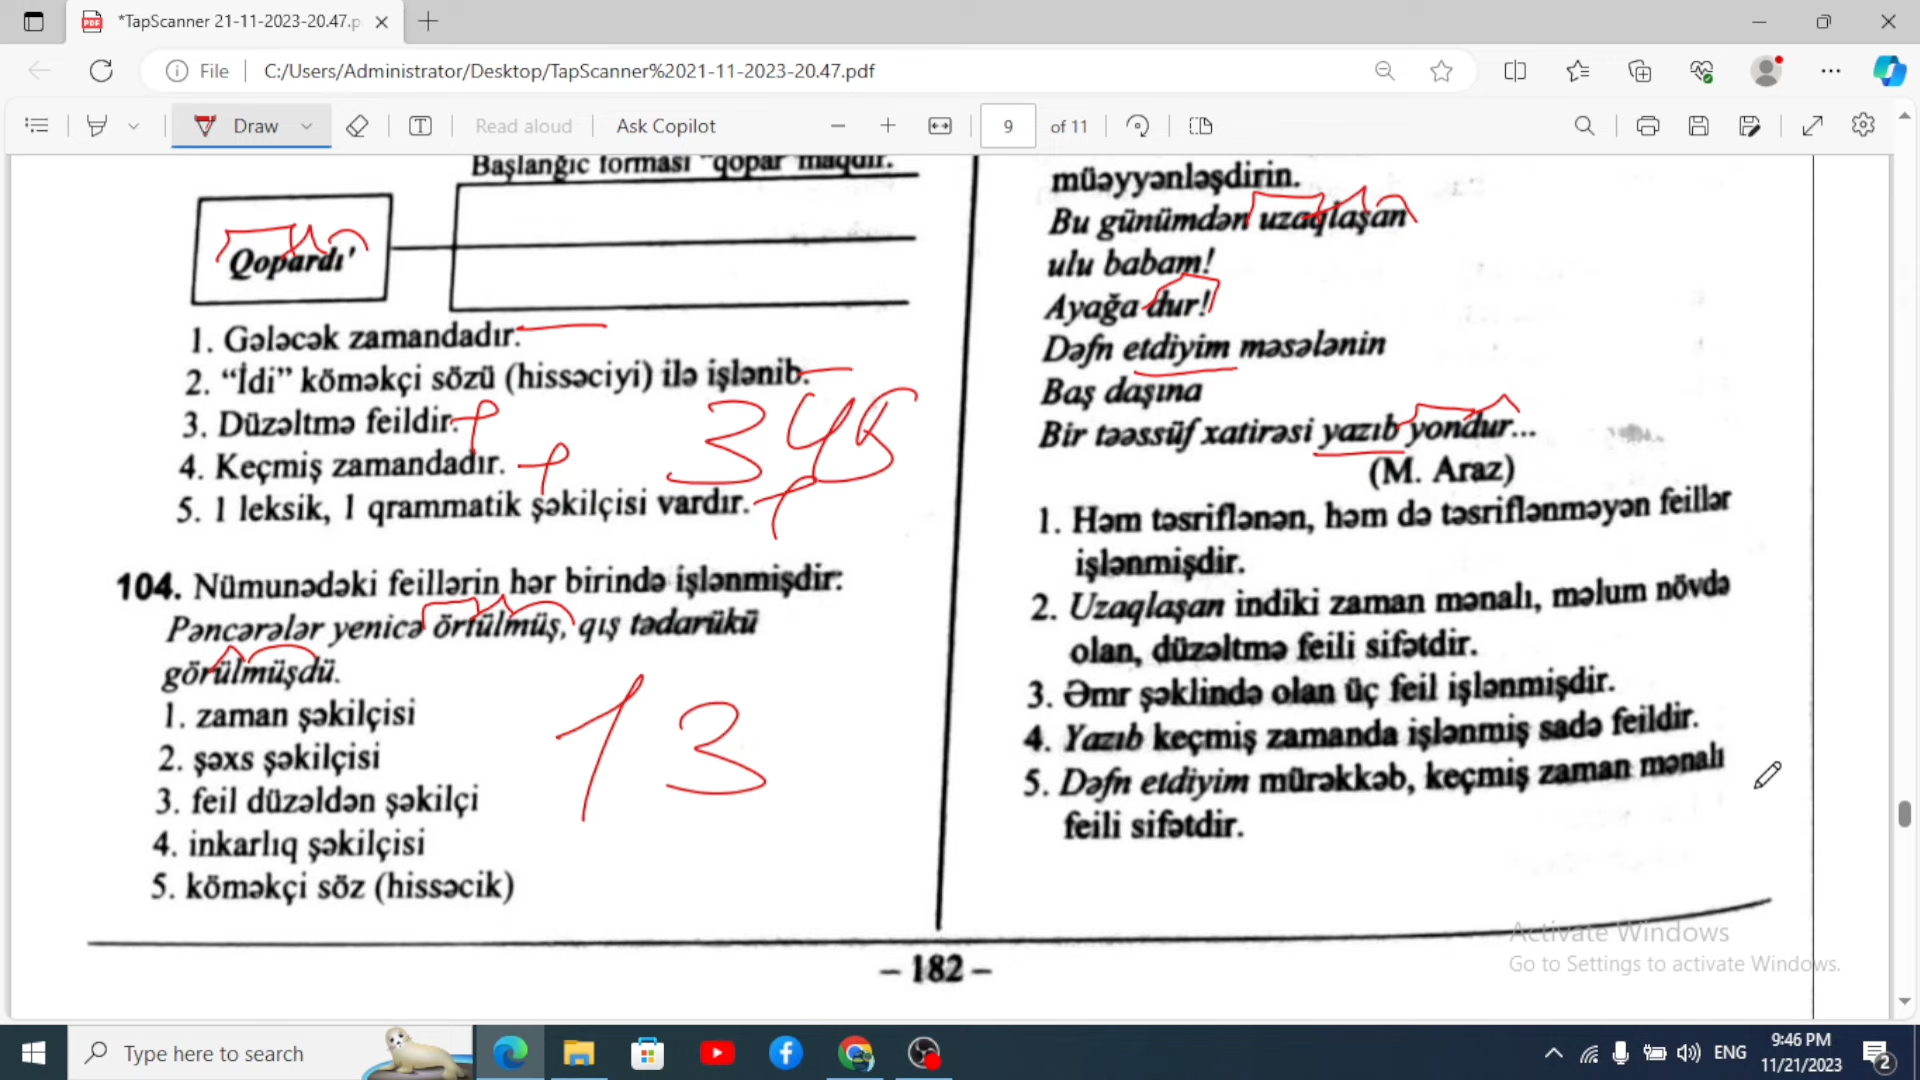 *TapScanner 21-11-2023-20.47.p
File
C:/Users/Administrator/Desktop/TapScanner%2021-11-2023-20.47.pdf
Draw
Read aloud
Ask Copilot
9
of 11
Başlanğıc forması "qopar"maqdır.
Qopardı'
1. Gələcək zamandadır.
2. “İdi” köməkçi sözü (hissəciyi) ilə işlənib.
3. Düzəltmə feildir.
4. Keçmiş zamandadır.
5. 1 leksik, 1 qrammatik şəkilçisi vardır.
345
104. Nümunədəki feillərin hər birində işlənmişdir:
Pəncərələr yenicə örtülmüş, qış tədarükü
görülmüşdü.
1. zaman şəkilçisi
2. şəxs şəkilçisi
3. feil düzəldən şəkilçi
4. inkarlıq şəkilçisi
5. köməkçi söz (hissəcik)
13
müəyyənləşdirin.
Bu günümdən uzaqlaşan
ulu babam!
Ayağa dur!
Dəfn etdiyim məsələnin
Baş daşına
Bir təəssüf xatirəsi yazıb yondur...
(M. Araz)
1. Həm təsriflənən, həm də təsriflənməyən feillər
işlənmişdir.
2. Uzaqlaşan indiki zaman mənalı, məlum növdə
olan, düzəltmə feili sifətdir.
3. Əmr şəklində olan üç feil işlənmişdir.
4. Yazıb keçmiş zamanda işlənmiş sadə feildir.
5. Dəfn etdiyim mürəkkəb, keçmiş zaman mənalı
feili sifətdir.
– 182 –
Activate Windows
Go to Settings to activate Windows.
Type here to search
ENG
9:46 PM
11/21/2023
2